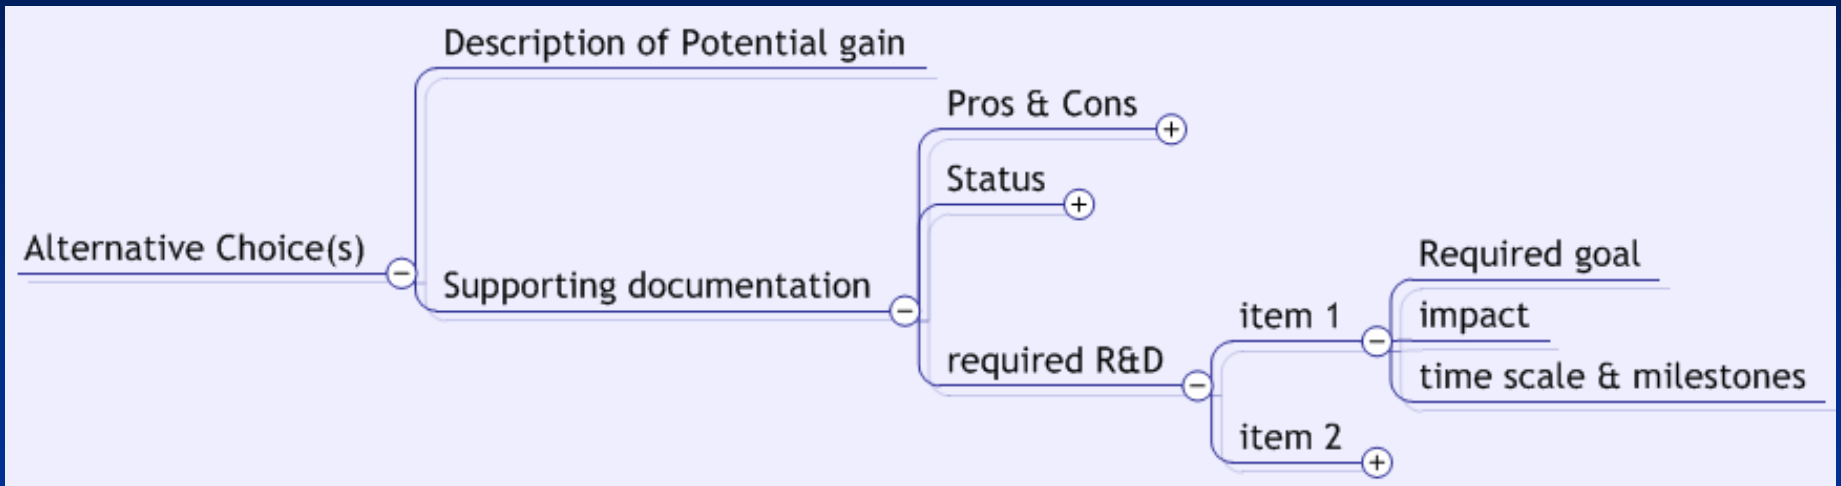 Description of Potential gain
Pros & Cons
Status
Alternative Choice(s)
Supporting documentation
Required goal
item 1
impact
required R&D
time scale & milestones
item 2